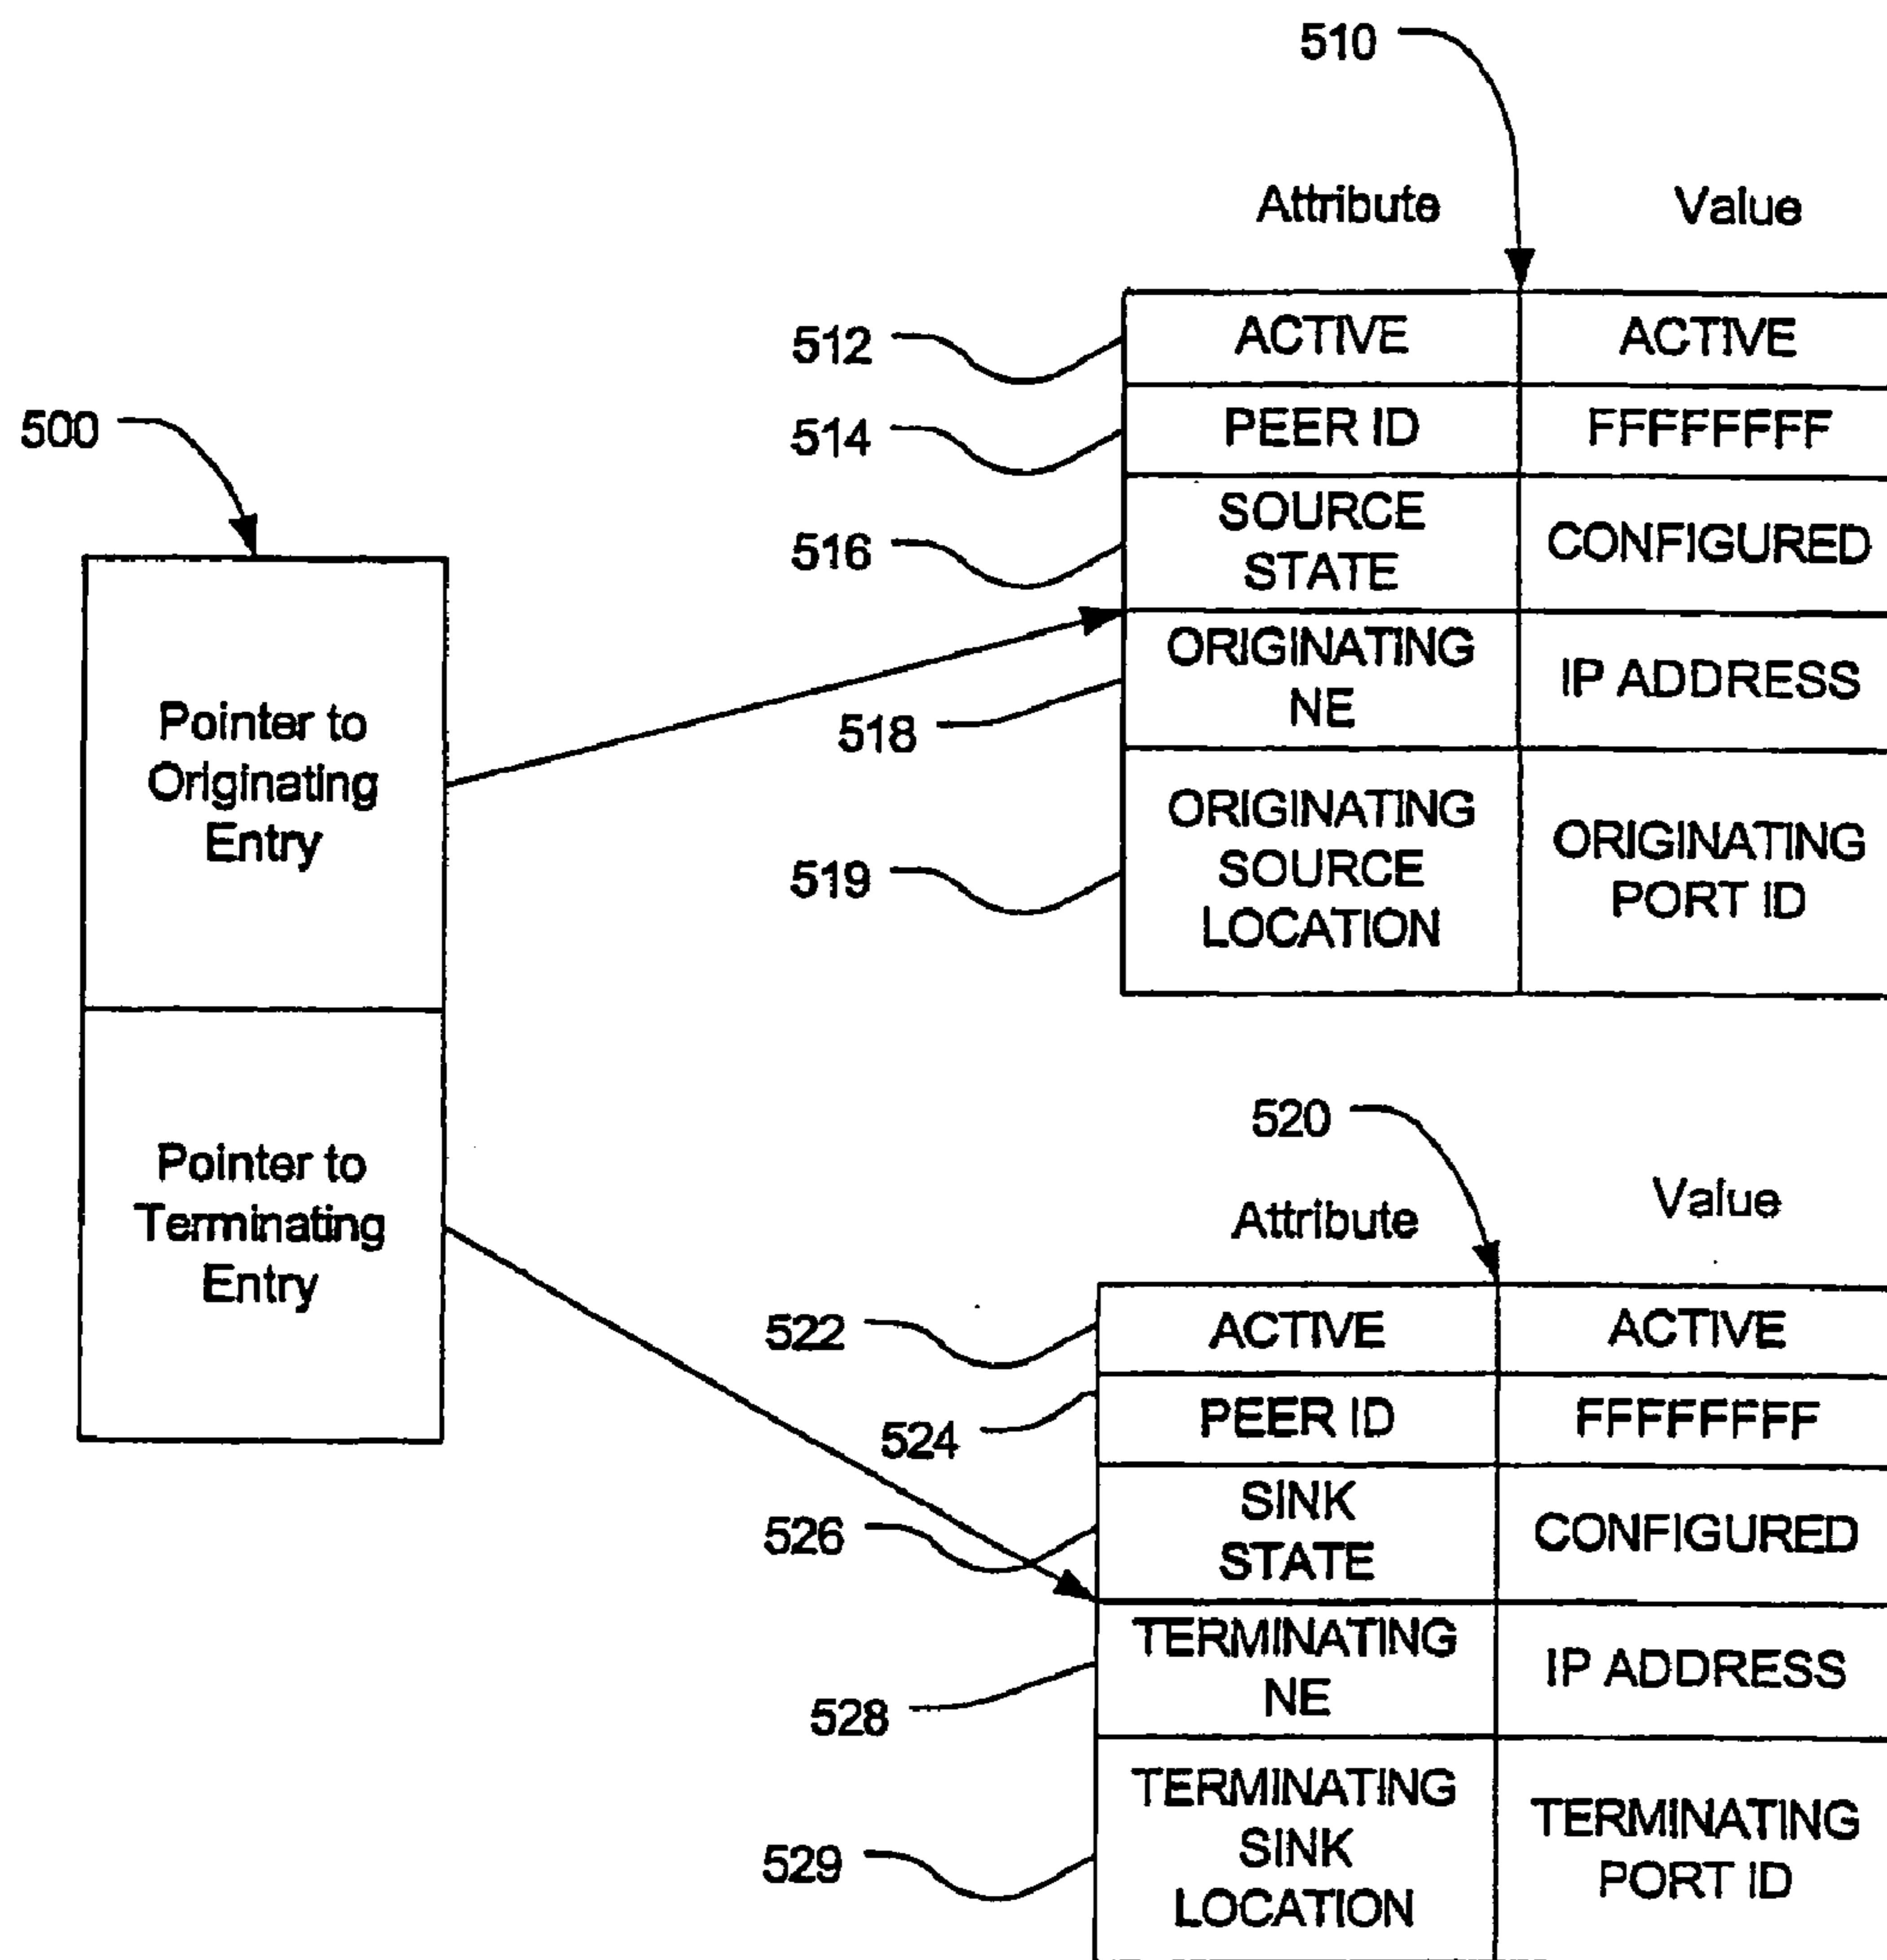 510
Attribute Value
512 ACTIVE ACTIVE
500
514 PEER ID FFFFFFFF
516 SOURCE
STATE CONFIGURED
518 ORIGINATING
NE IP ADDRESS
519 ORIGINATING
SOURCE
LOCATION ORIGINATING
PORT ID
Pointer to
Originating
Entry
Pointer to
Terminating
Entry
520
Attribute Value
522 ACTIVE ACTIVE
524 PEER ID FFFFFFFF
526 SINK
STATE CONFIGURED
528 TERMINATING
NE IP ADDRESS
529 TERMINATING
SINK
LOCATION TERMINATING
PORT ID